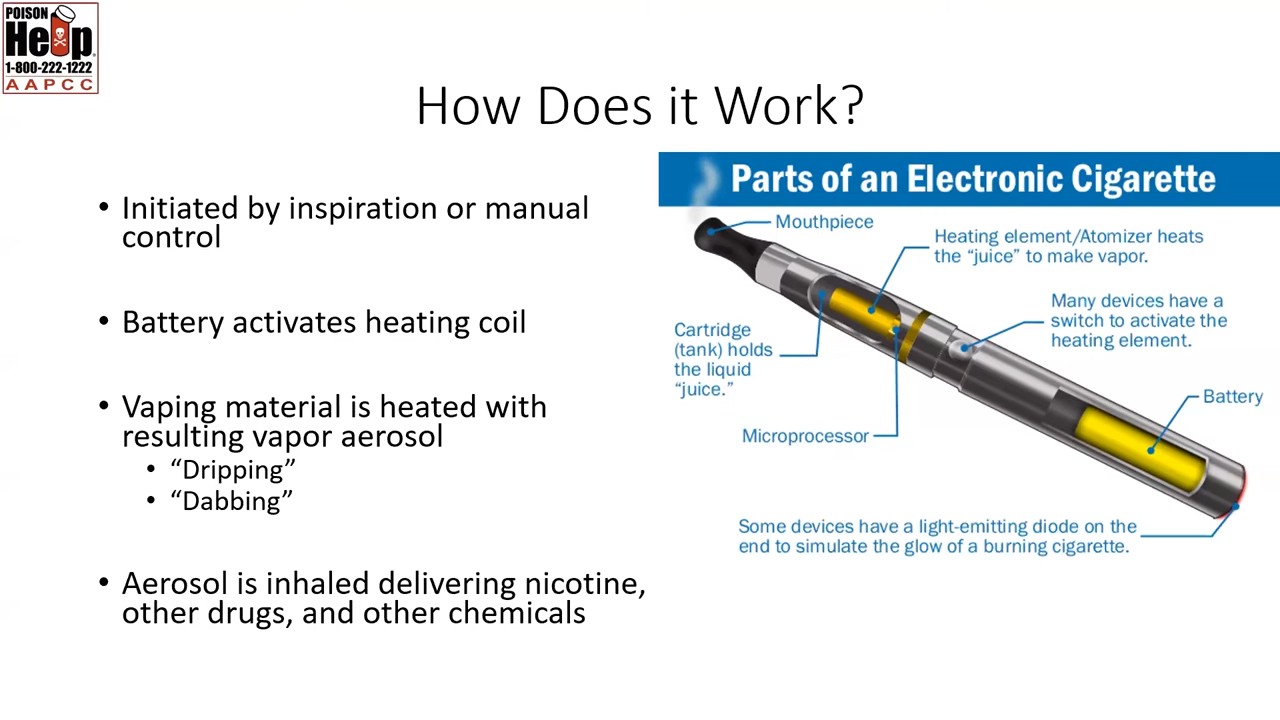 POISON
Help
1-800-222-1222
AAPCC
How Does it Work?
• Initiated by inspiration or manual
control
• Battery activates heating coil
• Vaping material is heated with
resulting vapor aerosol
• “Dripping”
• “Dabbing”
• Aerosol is inhaled delivering nicotine,
other drugs, and other chemicals
Parts of an Electronic Cigarette
Mouthpiece
Heating element/Atomizer heats
the “juice” to make vapor.
Many devices have a
switch to activate the
heating element.
Cartridge
(tank) holds
the liquid
“juice.”
Battery
Microprocessor
Some devices have a light-emitting diode on the
end to simulate the glow of a burning cigarette.